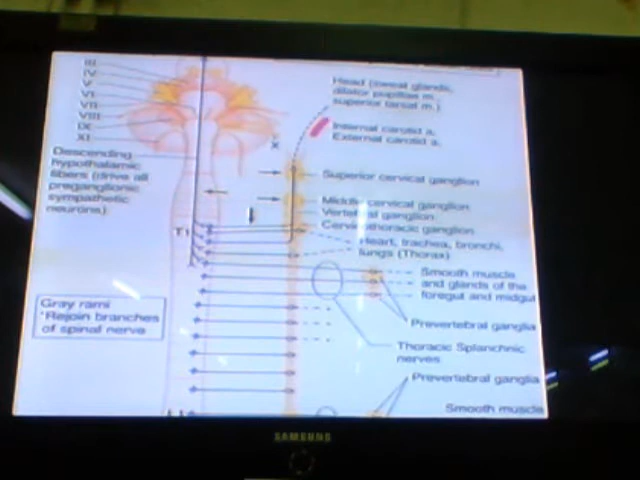 III
IV
V
VI
VII
VIII
IX
XI
X
Head (sweat glands,
dilator pupillae m.,
superior tarsal m.)
Internal carotid a.
External carotid a.
Descending
hypothalamic
fibers (drive all
preganglionic
sympathetic
neurons)
Superior cervical ganglion
Middle cervical ganglion
Vertebral ganglion
Cervicothoracic ganglion
T1
Heart, trachea, bronchi,
lungs (Thorax)
Smooth muscle
and glands of the
foregut and midgut
Gray rami
*Rejoin branches
of spinal nerve
Prevertebral ganglia
Thoracic Splanchnic
nerves
Prevertebral ganglia
Smooth muscle
L1
SAMSUNG